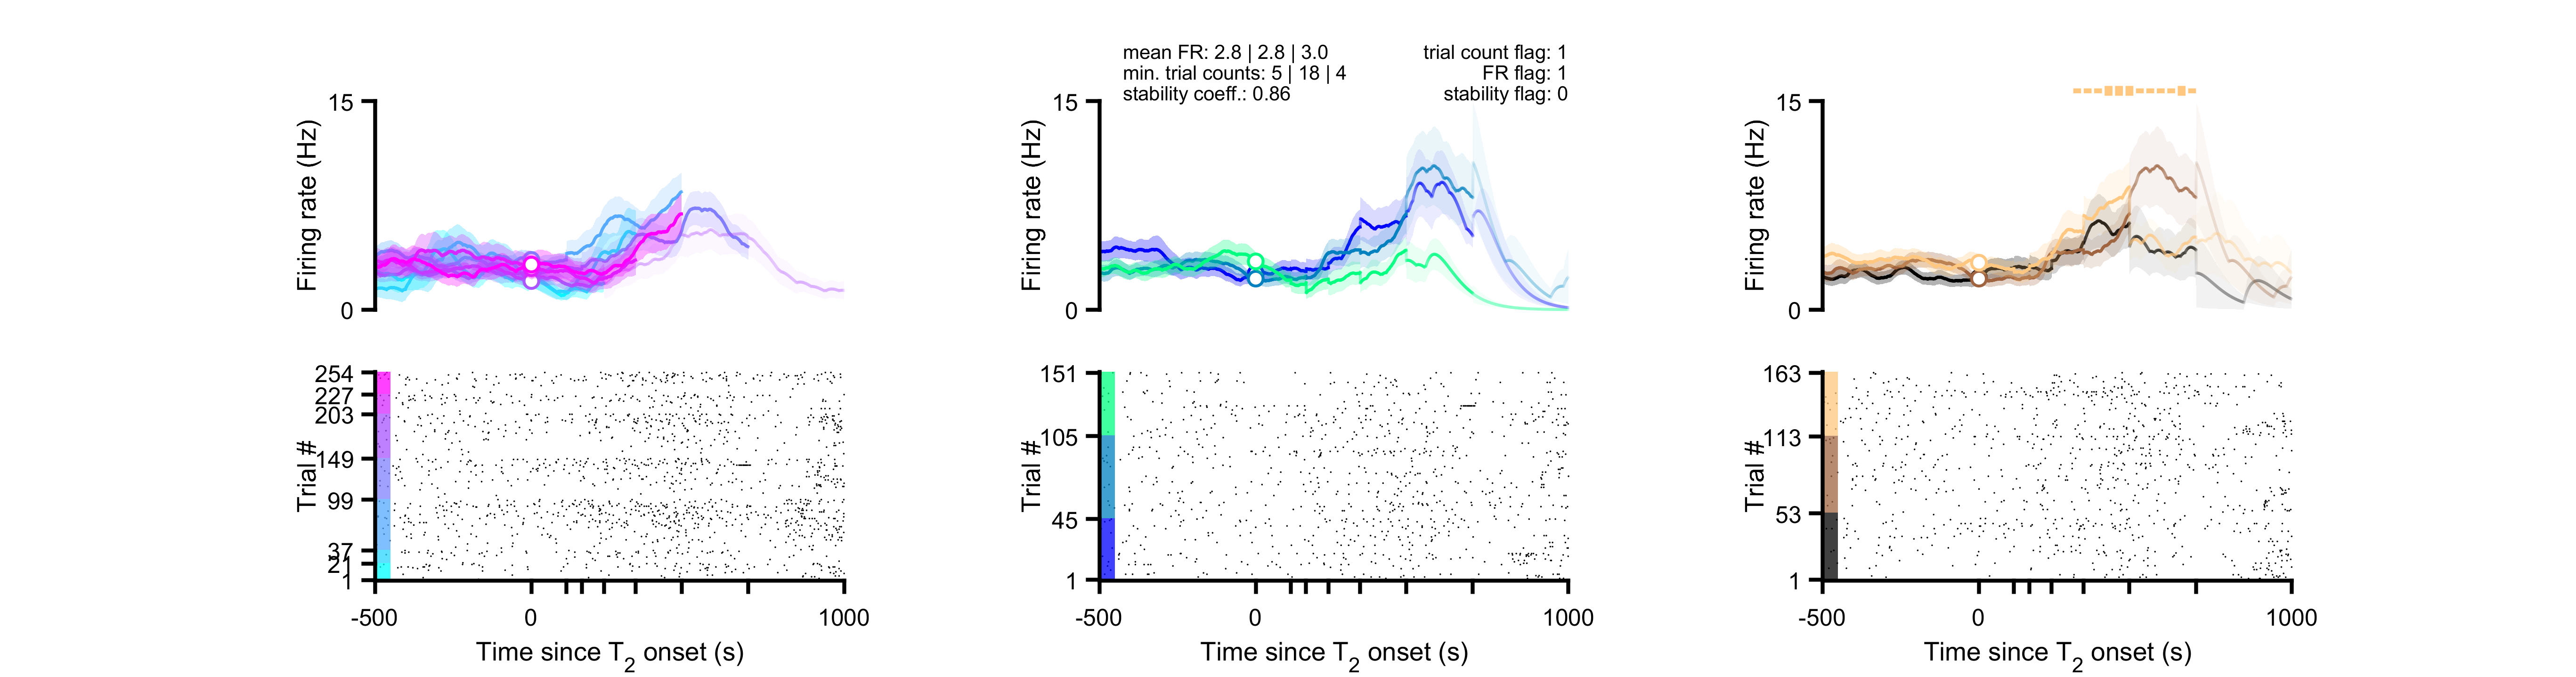 mean FR: 2.8 | 2.8 | 3.0
min. trial counts: 5 | 18 | 4
stability coeff.: 0.86
trial count flag: 1
FR flag: 1
stability flag: 0
15
Firing rate (Hz)
0
15
Firing rate (Hz)
0
15
Firing rate (Hz)
0
254
227
203
149
99
37
21
1
Trial #
-500
0
1000
Time since T2 onset (s)
151
105
45
1
Trial #
-500
0
1000
Time since T2 onset (s)
163
113
53
1
Trial #
-500
0
1000
Time since T2 onset (s)